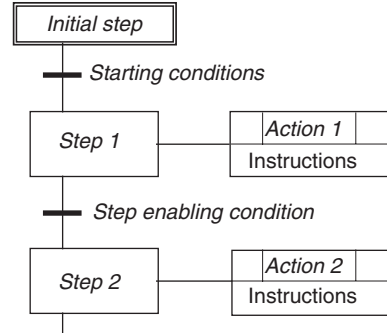 Initial step
Starting conditions
Step 1
Action 1
Instructions
Step enabling condition
Step 2
Action 2
Instructions